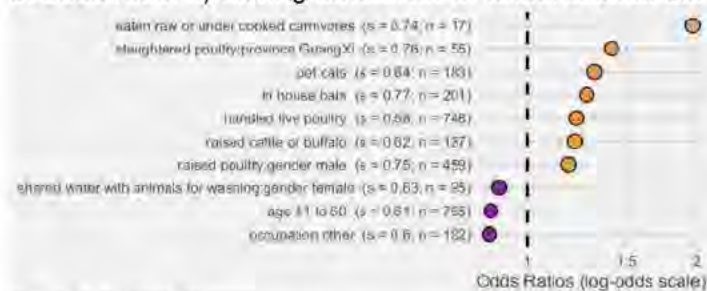 eaten raw or under cooked carnivores (s = 0.74; n = 17)
slaughtered poultry:province GuangXi (s = 0.76; n = 55)
pet cats (s = 0.64; n = 183)
in house bats (s = 0.77; n = 201)
handled live poultry (s = 0.58; n = 746)
raised cattle or buffalo (s = 0.62; n = 137)
raised poultry:gender male (s = 0.75; n = 459)
shared water with animals for washing:gender female (s = 0.63; n = 95)
age 41 to 60 (s = 0.61; n = 755)
occupation other (s = 0.6; n = 182)
1 1.5 2
Odds Ratios (log-odds scale)